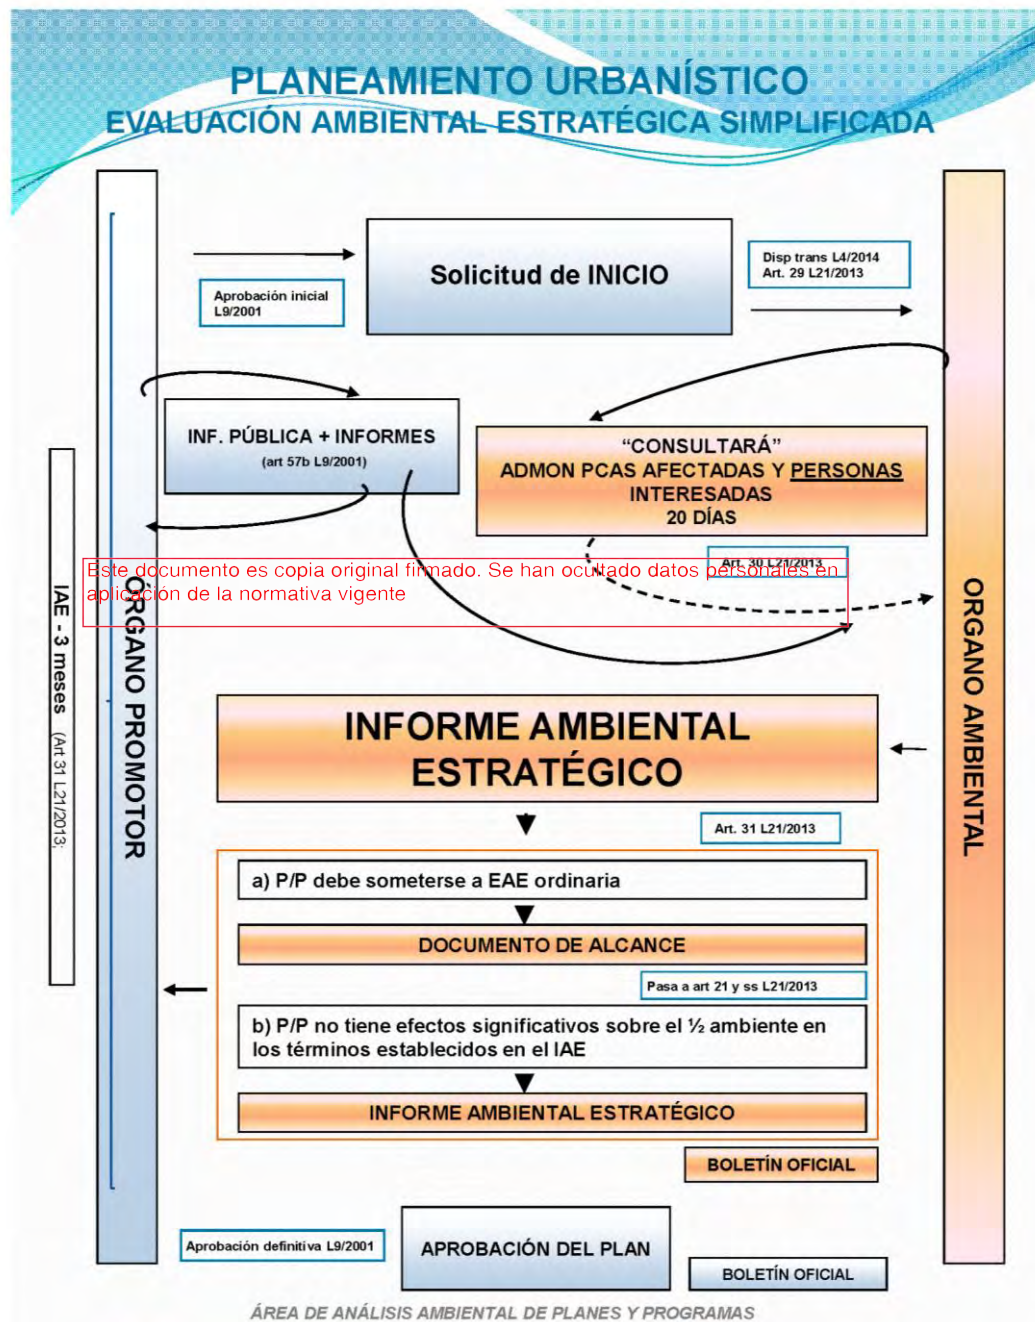 PLANEAMIENTO URBANÍSTICO
EVALUACIÓN AMBIENTAL ESTRATÉGICA SIMPLIFICADA
Solicitud de INICIO
Disp trans L4/2014
Art. 29 L21/2013
Aprobación inicial
L9/2001
INF. PÚBLICA + INFORMES
(art 57b L9/2001)
“CONSULTARÁ”
ADMON PCAS AFECTADAS Y PERSONAS
INTERESADAS
20 DÍAS
Art. 30 L21/2013
Este documento es copia original firmado. Se han ocultado datos personales en
aplicación de la normativa vigente
IAE - 3 meses (Art 31 L21/2013;
ÓRGANO PROMOTOR
ORGANO AMBIENTAL
INFORME AMBIENTAL
ESTRATÉGICO
Art. 31 L21/2013
a) P/P debe someterse a EAE ordinaria
DOCUMENTO DE ALCANCE
Pasa a art 21 y ss L21/2013
b) P/P no tiene efectos significativos sobre el ½ ambiente en
los términos establecidos en el IAE
INFORME AMBIENTAL ESTRATÉGICO
BOLETÍN OFICIAL
Aprobación definitiva L9/2001
APROBACIÓN DEL PLAN
BOLETÍN OFICIAL
ÁREA DE ANÁLISIS AMBIENTAL DE PLANES Y PROGRAMAS